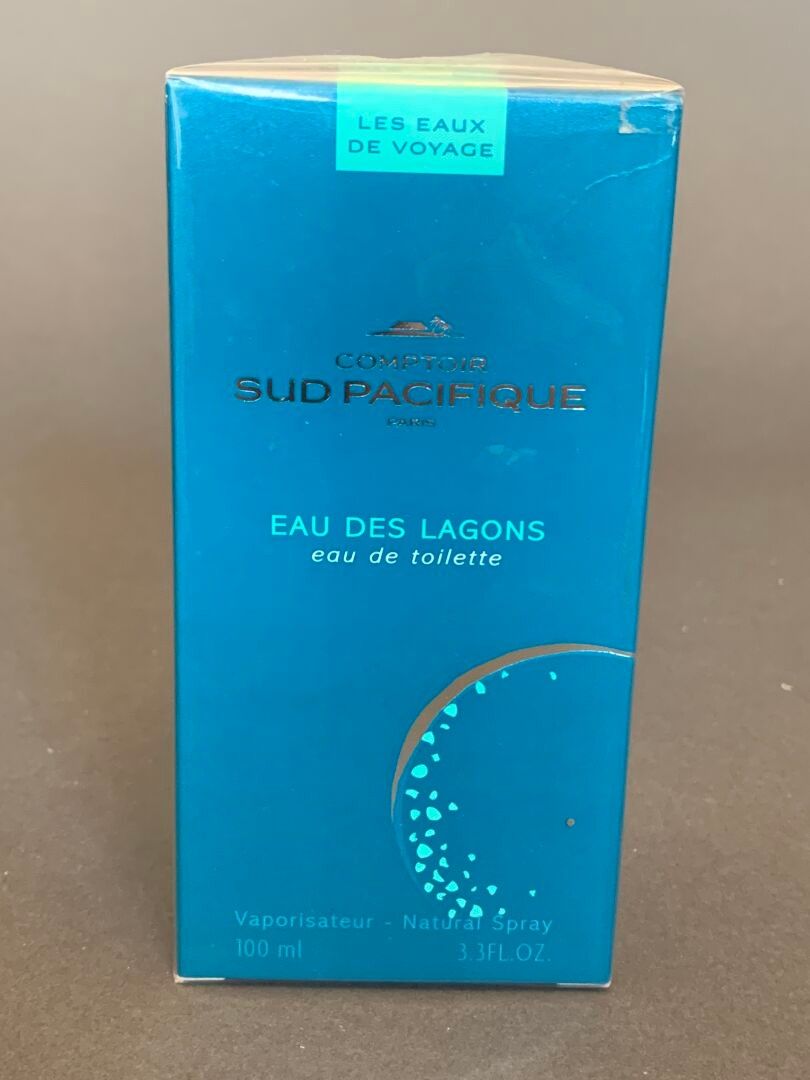 LES EAUX
DE VOYAGE
COMPTOIR
SUD PACIFIQUE
PARIS
EAU DES LAGONS
eau de toilette
Vaporisateur - Natural Spray
100 ml 3.3FL.OZ.